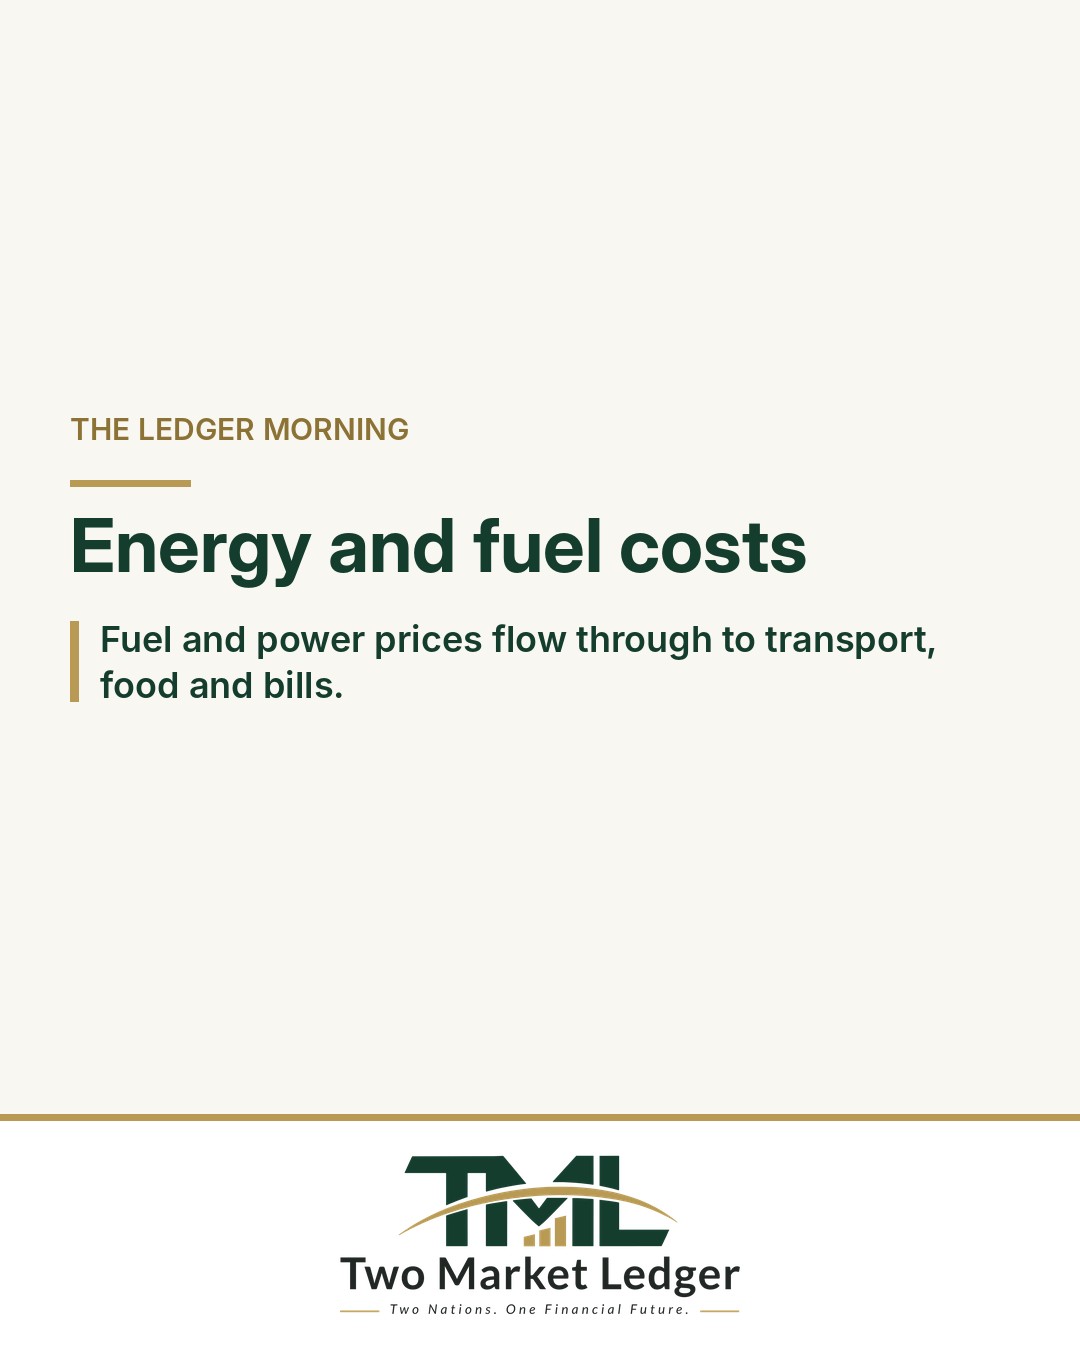 THE LEDGER MORNING
Energy and fuel costs
Fuel and power prices flow through to transport,
food and bills.
TML
Two Market Ledger
Two Nations. One Financial Future.